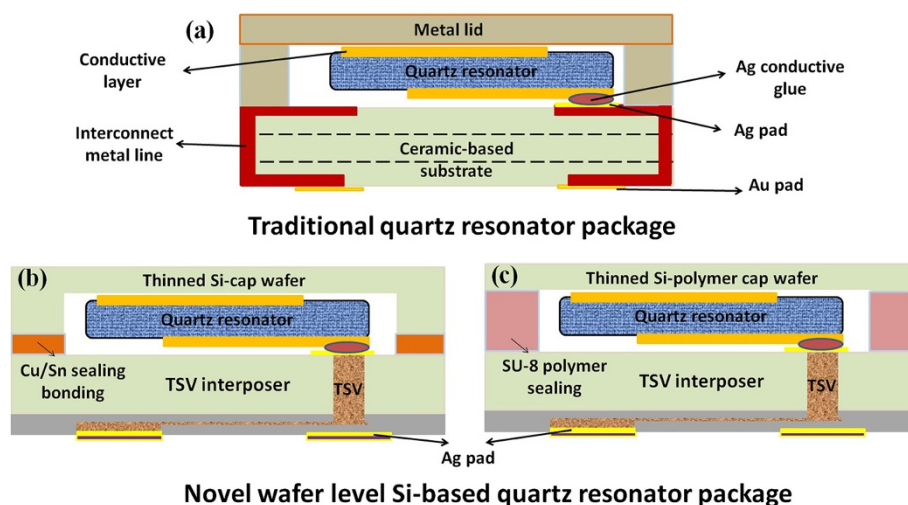 (a)
Metal lid
Conductive
layer
Quartz resonator
Ag conductive
glue
Ag pad
Interconnect
metal line
Ceramic-based
substrate
Au pad
Traditional quartz resonator package
(b)
Thinned Si-cap wafer
Quartz resonator
Cu/Sn sealing
bonding
TSV interposer
TSV
(c)
Thinned Si-polymer cap wafer
Quartz resonator
SU-8 polymer
sealing
TSV interposer
TSV
Ag pad
Novel wafer level Si-based quartz resonator package